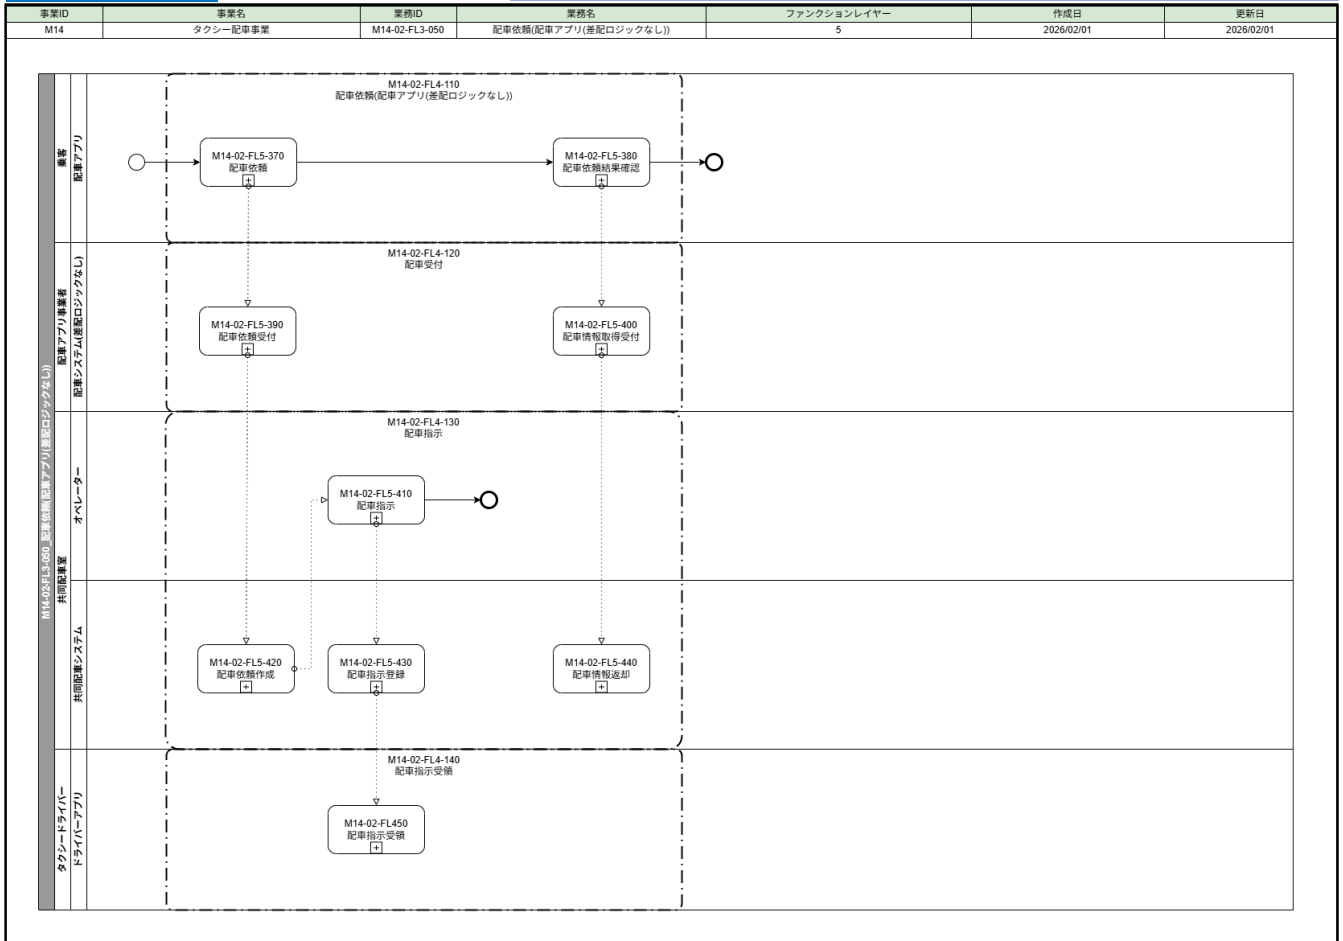 事業ID 事業名 業務ID 業務名 ファンクションレイヤー 作成日 更新日
M14 タクシー配車事業 M14-02-FL3-050 配車依頼(配車アプリ(差配ロジックなし)) 5 2026/02/01 2026/02/01
M14-02-FL3-050_配車依頼(配車アプリ(差配ロジックなし))
乗客
配車アプリ
M14-02-FL4-110
配車依頼(配車アプリ(差配ロジックなし))
M14-02-FL5-370
配車依頼
M14-02-FL5-380
配車依頼結果確認
配車アプリ事業者
配車システム(差配ロジックなし)
M14-02-FL4-120
配車受付
M14-02-FL5-390
配車依頼受付
M14-02-FL5-400
配車情報取得受付
共同配車室
オペレーター
M14-02-FL4-130
配車指示
M14-02-FL5-410
配車指示
共同配車システム
M14-02-FL5-420
配車依頼作成
M14-02-FL5-430
配車指示登録
M14-02-FL5-440
配車情報返却
タクシードライバー
ドライバーアプリ
M14-02-FL4-140
配車指示受領
M14-02-FL450
配車指示受領